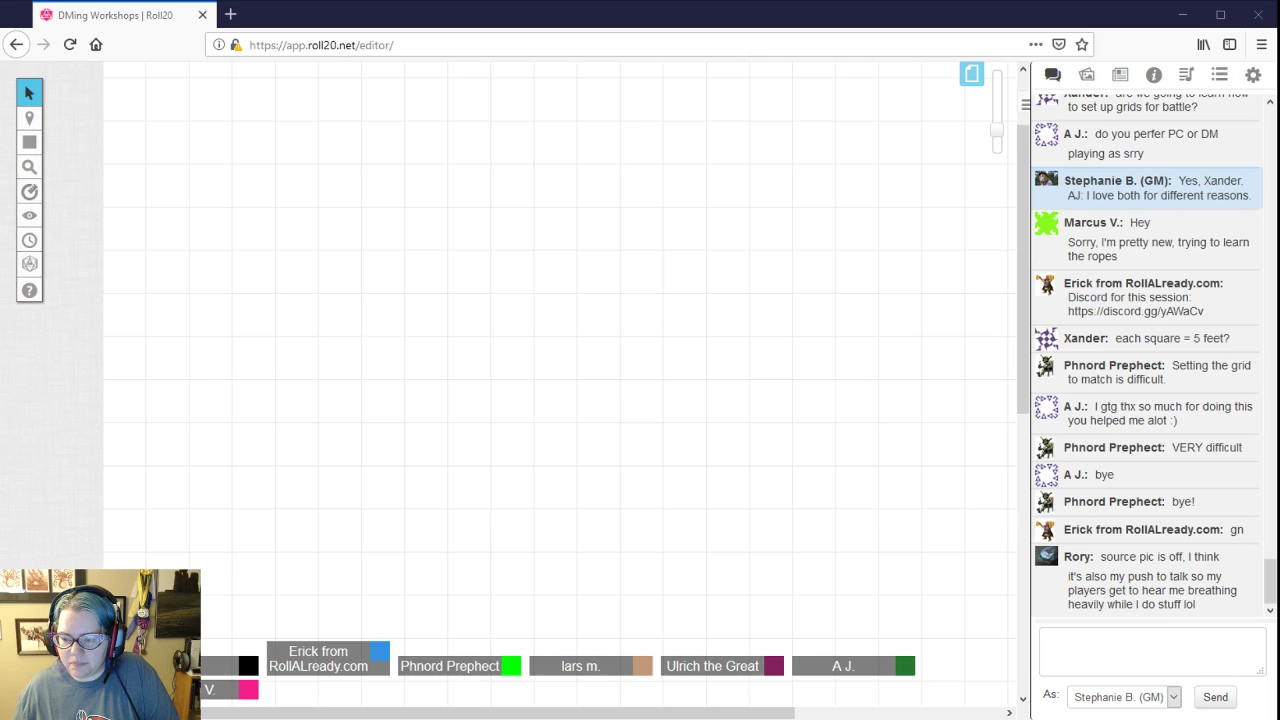 DMing Workshops | Roll20
https://app.roll20.net/editor/
to set up grids for battle?
A J.: do you perfer PC or DM
playing as srry
Stephanie B. (GM): Yes, Xander.
AJ: I love both for different reasons.
Marcus V.: Hey
Sorry, I'm pretty new, trying to learn
the ropes
Erick from RollALready.com:
Discord for this session:
https://discord.gg/yAWaCv
Xander: each square = 5 feet?
Phnord Prephect: Setting the grid
to match is difficult.
A J.: I gtg thx so much for doing this
you helped me alot :)
Phnord Prephect: VERY difficult
A J.: bye
Phnord Prephect: bye!
Erick from RollALready.com: gn
Rory: source pic is off, I think
it's also my push to talk so my
players get to hear me breathing
heavily while I do stuff lol
Erick from
RollALready.com
Phnord Prephect
lars m.
Ulrich the Great
A J.
V.
As: Stephanie B. (GM) Send